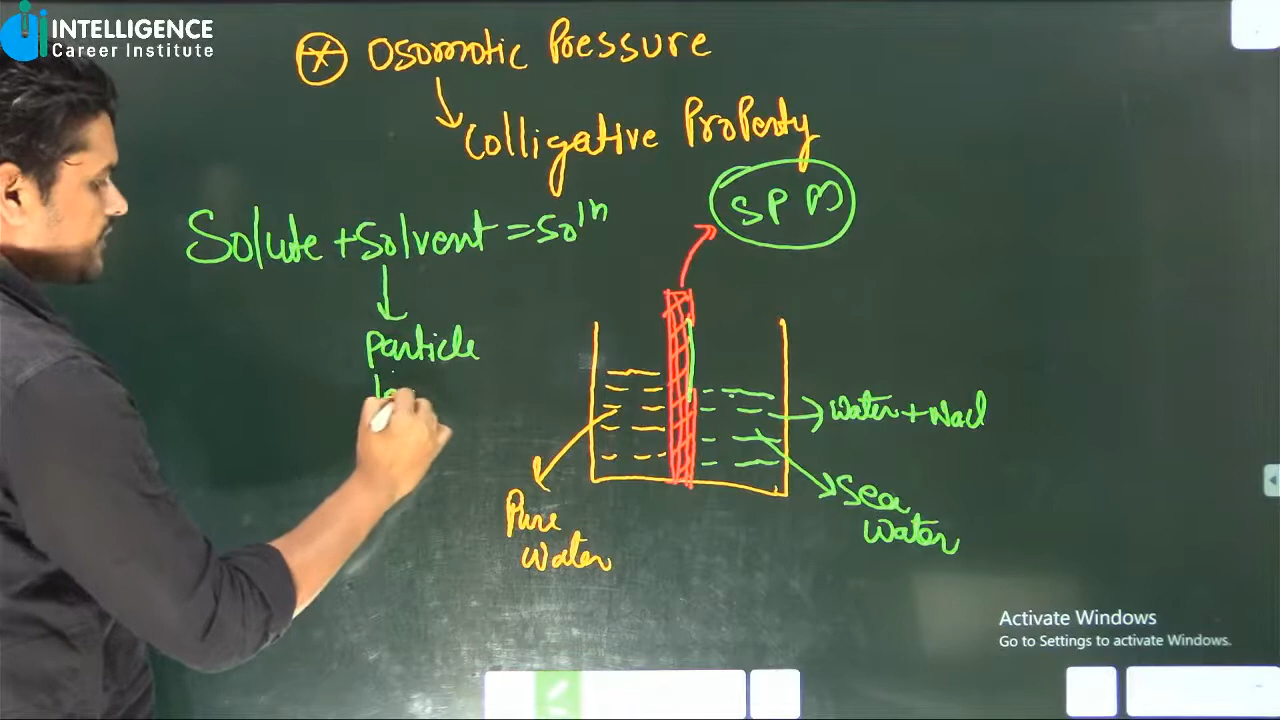 INTELLIGENCE
Career Institute
Osomotic Pressure
Colligative Property
SPM
Solute + Solvent = Solⁿ
Particle
Water + Nacl
Sea
Water
Pure
Water
Activate Windows
Go to Settings to activate Windows.